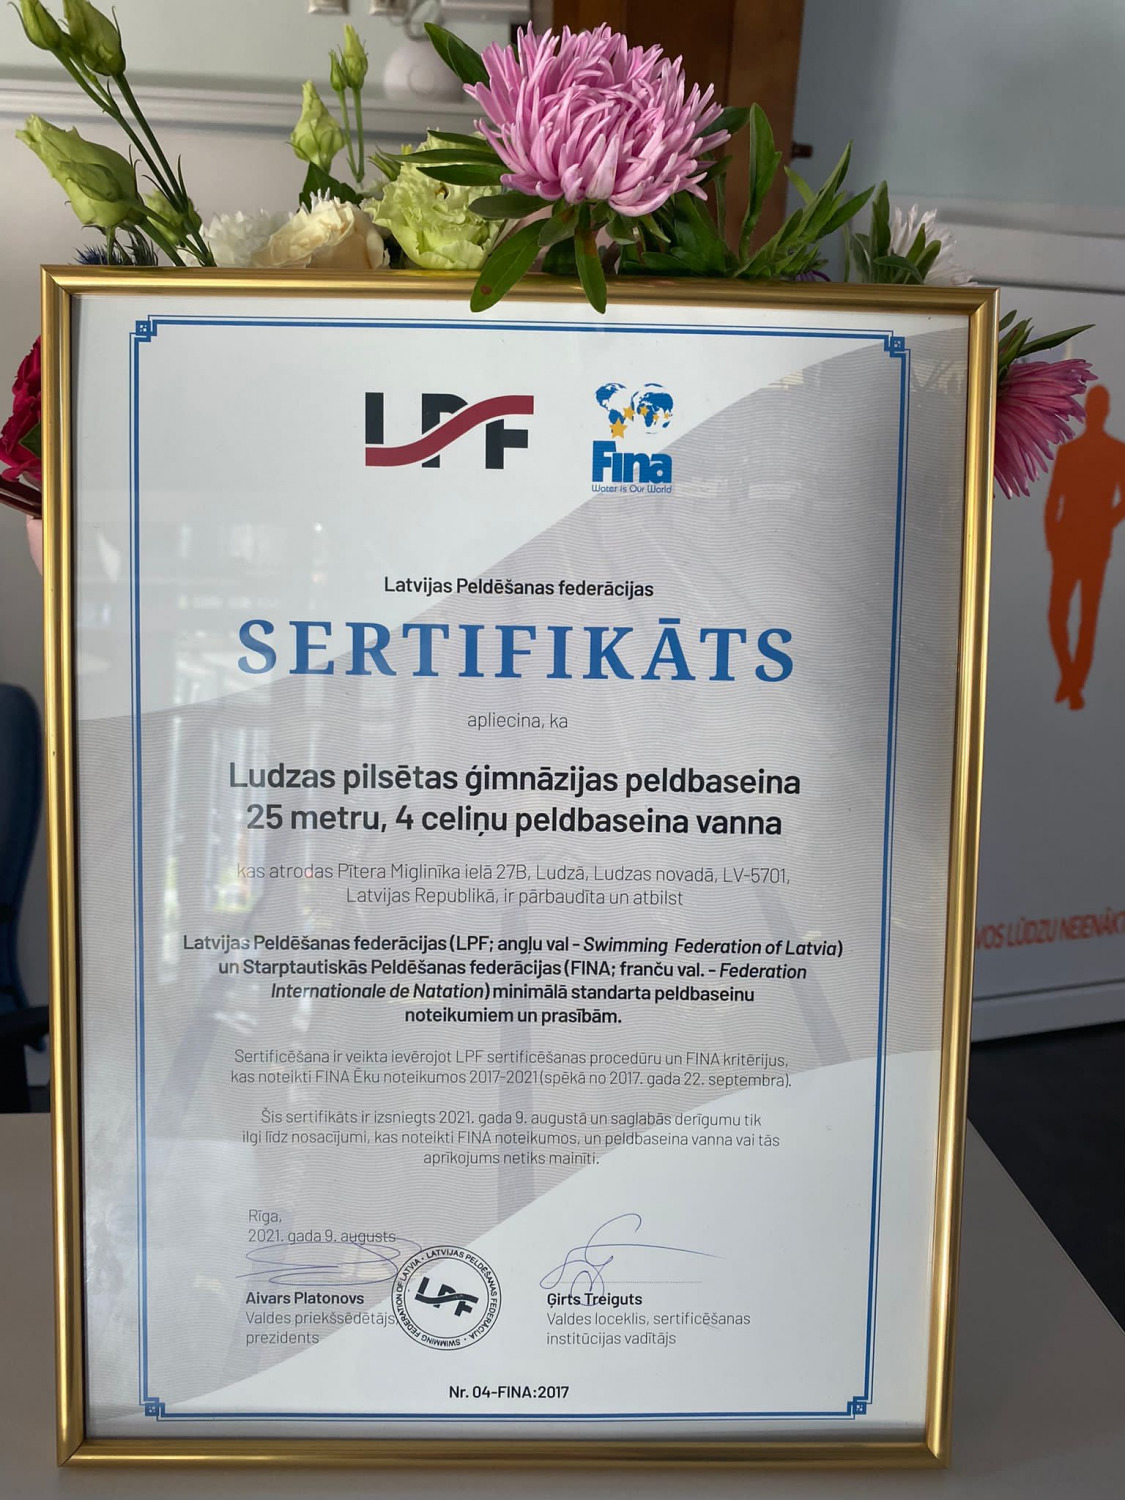 LPF
Fina
Water is Our World
Latvijas Peldēšanas federācijas
SERTIFIKĀTS
apliecina, ka
Ludzas pilsētas ģimnāzijas peldbaseina
25 metru, 4 celiņu peldbaseina vanna
kas atrodas Pītera Miglinīka ielā 27B, Ludzā, Ludzas novadā, LV-5701,
Latvijas Republikā, ir pārbaudīta un atbilst
Latvijas Peldēšanas federācijas (LPF; angļu val - Swimming Federation of Latvia)
un Starptautiskās Peldēšanas federācijas (FINA; franču val. - Federation
Internationale de Natation) minimālā standarta peldbaseinu
noteikumiem un prasībām.
Sertificēšana ir veikta ievērojot LPF sertificēšanas procedūru un FINA kritērijus,
kas noteikti FINA Ēku noteikumos 2017-2021 (spēkā no 2017. gada 22. septembra).
Šis sertifikāts ir izsniegts 2021. gada 9. augustā un saglabās derīgumu tik
ilgi līdz nosacījumi, kas noteikti FINA noteikumos, un peldbaseina vanna vai tās
aprīkojums netiks mainīti.
Rīga,
2021. gada 9. augusts
LATVIJAS PELDĒŠANAS FEDERĀCIJA • SWIMMING FEDERATION OF LATVIA •
LPF
Aivars Platonovs
Valdes priekšsēdētājs
prezidents
Ģirts Treiguts
Valdes loceklis, sertificēšanas
institūcijas vadītājs
Nr. 04-FINA:2017
LŪDZU